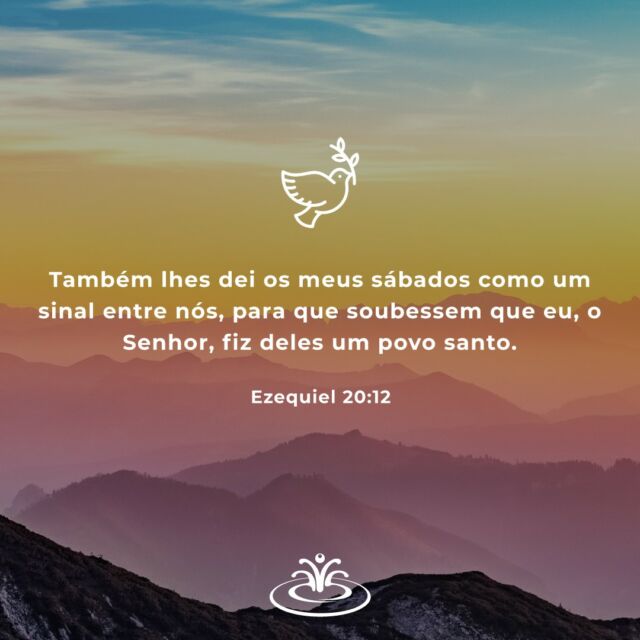 Também lhes dei os meus sábados como um
sinal entre nós, para que soubessem que eu, o
Senhor, fiz deles um povo santo.
Ezequiel 20:12